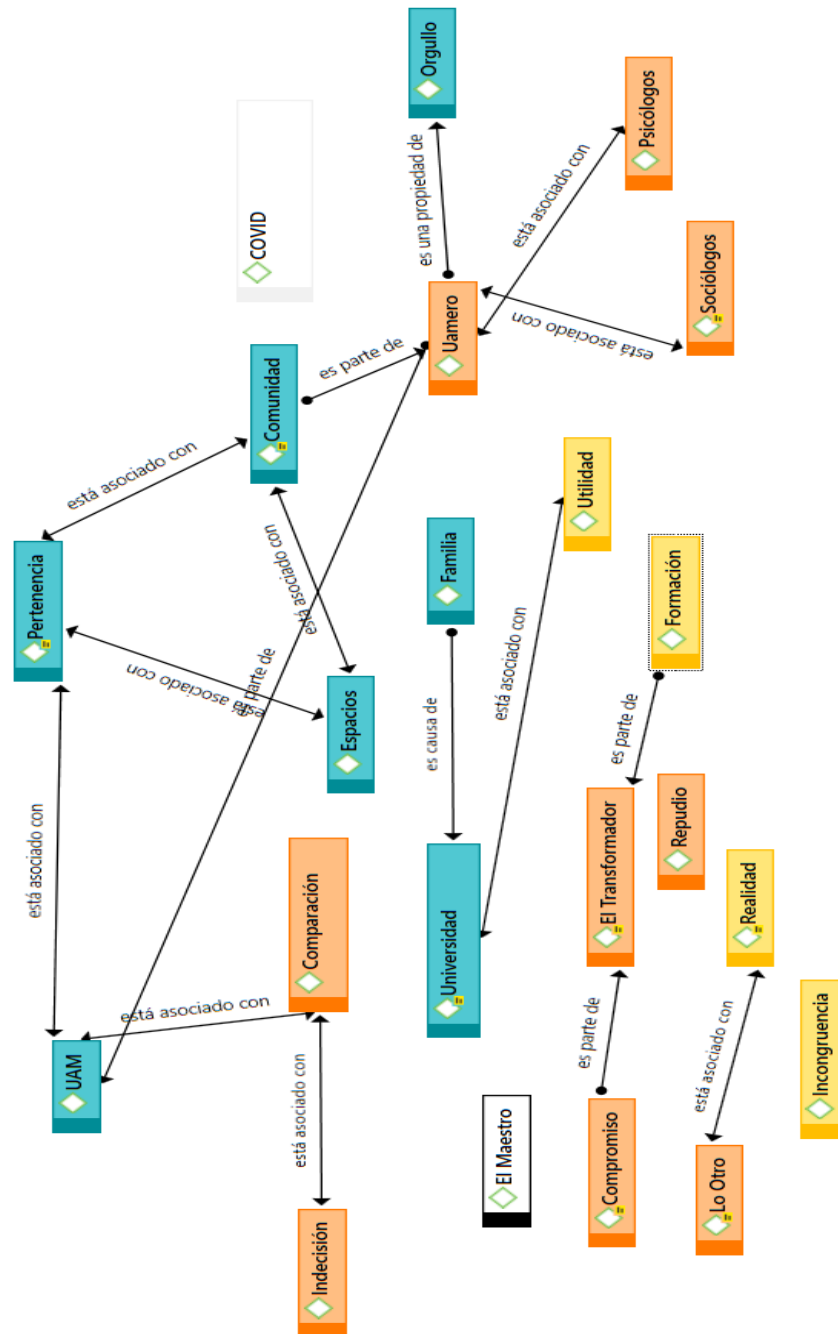 Orgullo
COVID
es una propiedad de
está asociado con
Psicólogos
Uamero
Sociólogos
está asociado con
Comunidad
es parte de
está asociado con
Pertenencia
está asociado con
está asociado con
es parte de
Espacios
Familia
Utilidad
es causa de
está asociado con
Formación
es parte de
está asociado con
Comparación
Universidad
El Transformador
Repudio
Realidad
UAM
está asociado con
está asociado con
es parte de
está asociado con
Incongruencia
El Maestro
Compromiso
Lo Otro
Indecisión